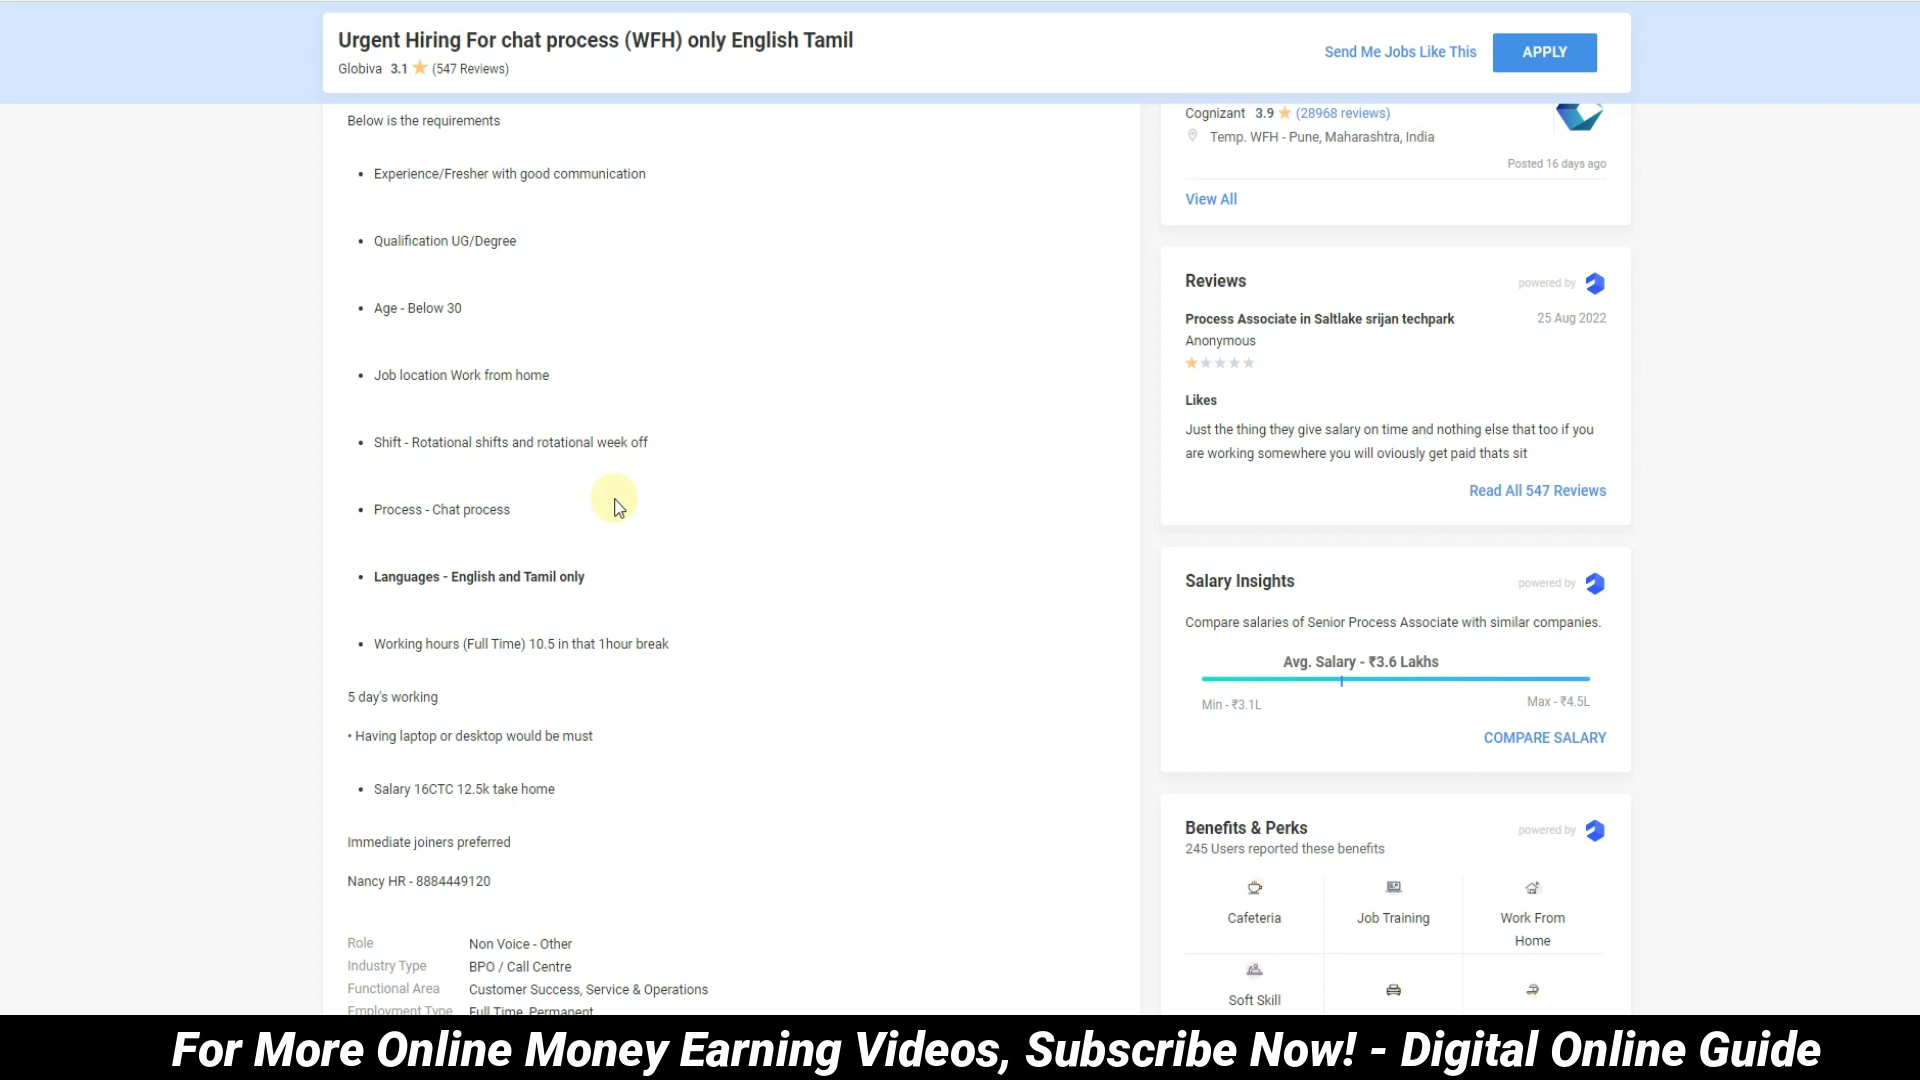 Urgent Hiring For chat process (WFH) only English Tamil
Globiva 3.1 (547 Reviews)
Send Me Jobs Like This
APPLY
Below is the requirements
• Experience/Fresher with good communication
• Qualification UG/Degree
• Age - Below 30
• Job location Work from home
• Shift - Rotational shifts and rotational week off
• Process - Chat process
• Languages - English and Tamil only
• Working hours (Full Time) 10.5 in that 1hour break
5 day's working
• Having laptop or desktop would be must
• Salary 16CTC 12.5k take home
Immediate joiners preferred
Nancy HR - 8884449120
Role Non Voice - Other
Industry Type BPO / Call Centre
Functional Area Customer Success, Service & Operations
Employment Type Full Time, Permanent
Cognizant 3.9 (28968 reviews)
Temp. WFH - Pune, Maharashtra, India
Posted 16 days ago
View All
Reviews
powered by
Process Associate in Saltlake srijan techpark
25 Aug 2022
Anonymous
Likes
Just the thing they give salary on time and nothing else that too if you
are working somewhere you will oviously get paid thats sit
Read All 547 Reviews
Salary Insights
powered by
Compare salaries of Senior Process Associate with similar companies.
Avg. Salary - ₹3.6 Lakhs
Min - ₹3.1L
Max - ₹4.5L
COMPARE SALARY
Benefits & Perks
powered by
245 Users reported these benefits
Cafeteria
Job Training
Work From
Home
Soft Skill
For More Online Money Earning Videos, Subscribe Now! - Digital Online Guide